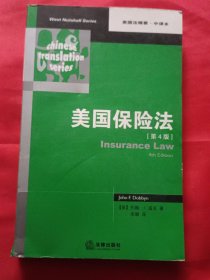 West Nutshell Series
美国法精要·中译本
chinese
translation
series
美国保险法
[第4版]
Insurance Law
4th Edition
John F. Dobbyn
法律出版社